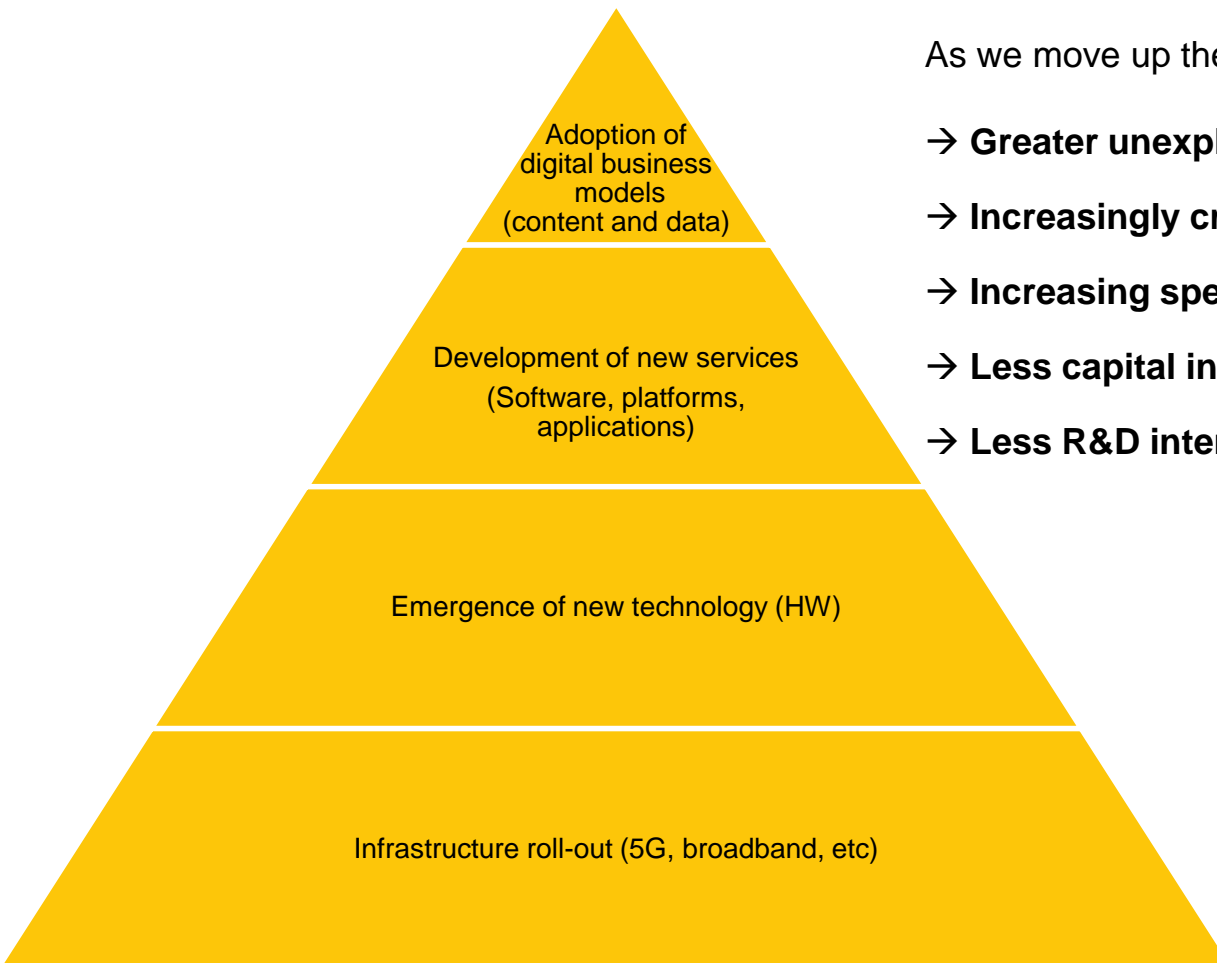 Adoption of
digital business
models
(content and data)
Development of new services
(Software, platforms,
applications)
Emergence of new technology (HW)
Infrastructure roll-out (5G, broadband, etc)
As we move up the
→ Greater
→ Increasingly
→ Increasing
→ Less capital
→ Less R&D